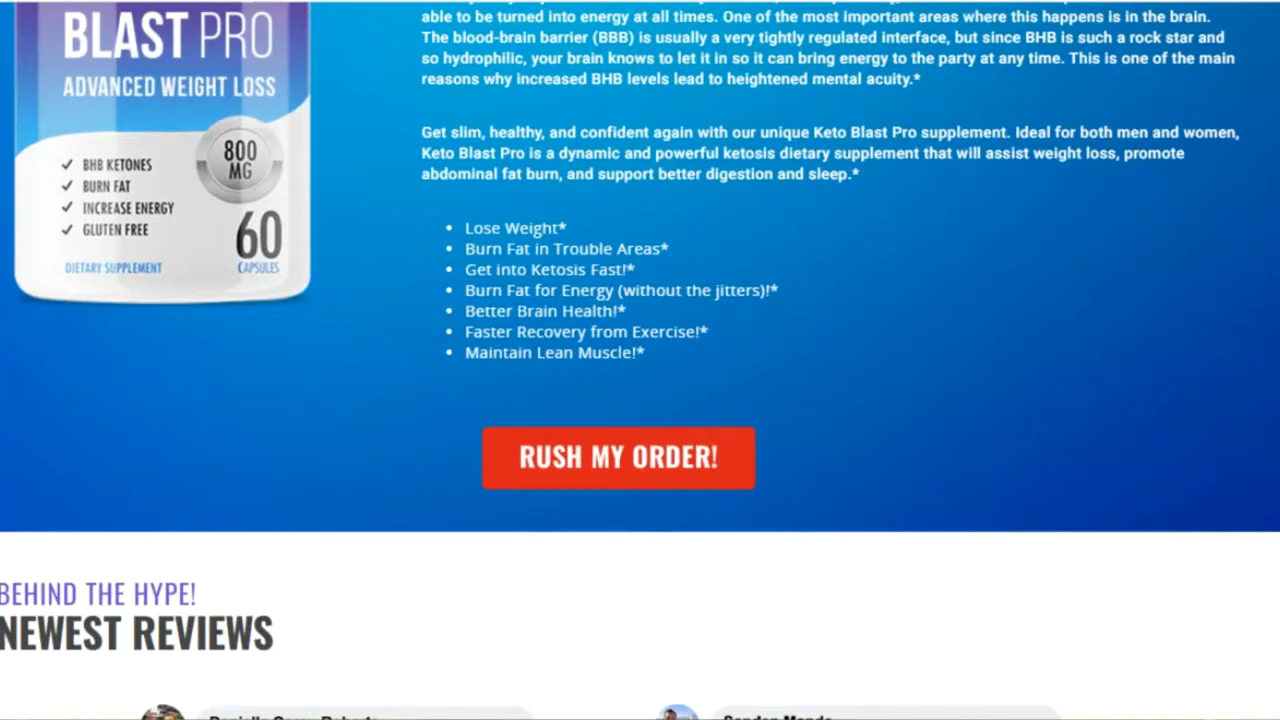 BLAST PRO
ADVANCED WEIGHT LOSS
800
MG
BHB KETONES
BURN FAT
INCREASE ENERGY
GLUTEN FREE
60
CAPSULES
DIETARY SUPPLEMENT
able to be turned into energy at all times. One of the most important areas where this happens is in the brain.
The blood-brain barrier (BBB) is usually a very tightly regulated interface, but since BHB is such a rock star and
so hydrophilic, your brain knows to let it in so it can bring energy to the party at any time. This is one of the main
reasons why increased BHB levels lead to heightened mental acuity.*
Get slim, healthy, and confident again with our unique Keto Blast Pro supplement. Ideal for both men and women,
Keto Blast Pro is a dynamic and powerful ketosis dietary supplement that will assist weight loss, promote
abdominal fat burn, and support better digestion and sleep.*
• Lose Weight*
• Burn Fat in Trouble Areas*
• Get into Ketosis Fast!*
• Burn Fat for Energy (without the jitters)!*
• Better Brain Health!*
• Faster Recovery from Exercise!*
• Maintain Lean Muscle!*
RUSH MY ORDER!
BEHIND THE HYPE!
NEWEST REVIEWS